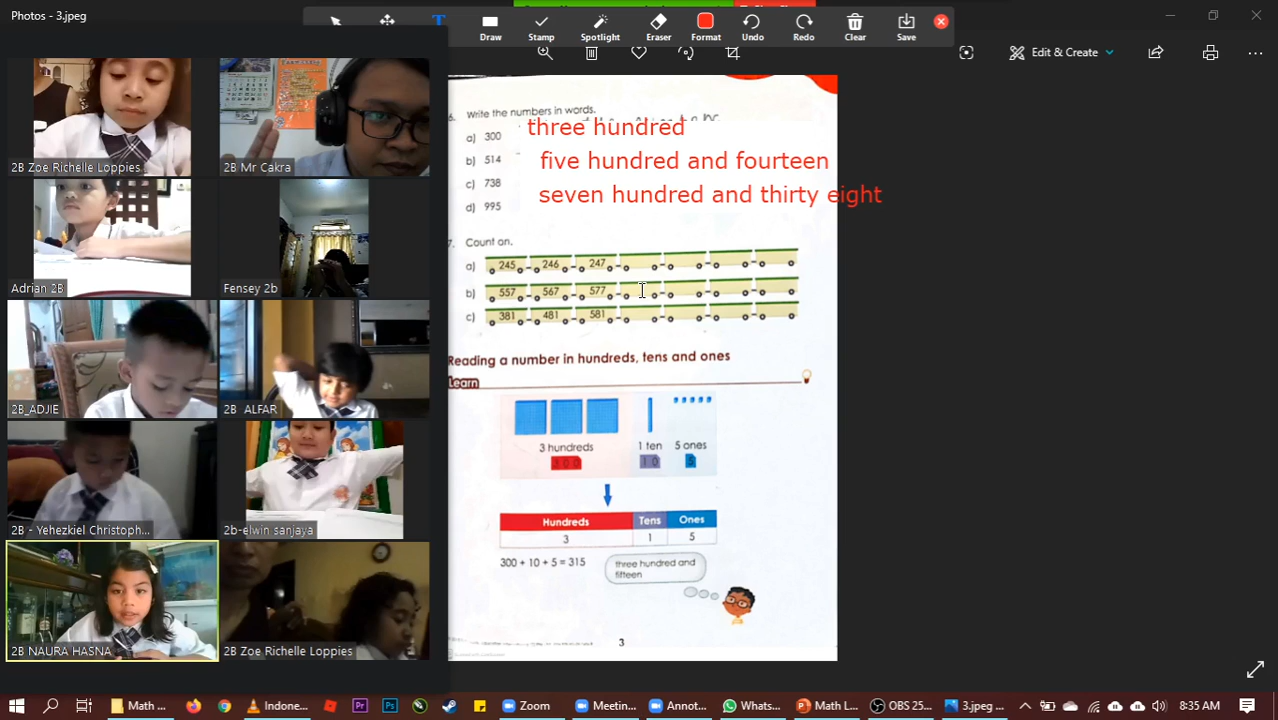 Photos - 3.jpeg
Draw
Stamp
Spotlight
Eraser
Format
Undo
Redo
Clear
Save
Edit & Create
2B Zoe Richelle Loppies
2B Mr Cakra
Adrian 2B
Fensey 2b
2B_ADJIE
2B ALFAR
2B - Yehezkiel Christoph...
2b-elwin sanjaya
2B NAURA HASNA
2B Zoe Richelle Loppies
6. Write the numbers in words.
a) 300 three hundred
b) 514 five hundred and fourteen
c) 738 seven hundred and thirty eight
d) 995
7. Count on.
a) 245 246 247
b) 557 567 577
c) 381 481 581
Reading a number in hundreds, tens and ones
Learn
3 hundreds 1 ten 5 ones
300 10 5
Hundreds Tens Ones
3 1 5
300 + 10 + 5 = 315
three hundred and
fifteen
3
Math ...
Indone...
Zoom
Zoom ...
Annot...
Whats...
Math L...
OBS 25...
3.jpeg ...
8:35 AM